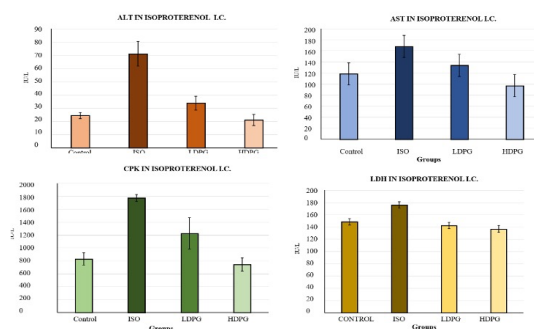 ALT IN ISOPROTERENOL I.C.
90
80
70
60
50
40
30
20
10
0
IU/L
Control ISO LDPG HDPG
AST IN ISOPROTERENOL I.C.
200
180
160
140
120
100
80
60
40
20
0
IU/L
Control ISO LDPG HDPG
Groups
CPK IN ISOPROTERENOL I.C.
2000
1800
1600
1400
1200
1000
800
600
400
200
0
IU/L
Control ISO LDPG HDPG
Groups
LDH IN ISOPROTERENOL I.C.
200
180
160
140
120
100
80
60
40
20
0
IU/L
CONTROL ISO LDPG HDPG
Groups